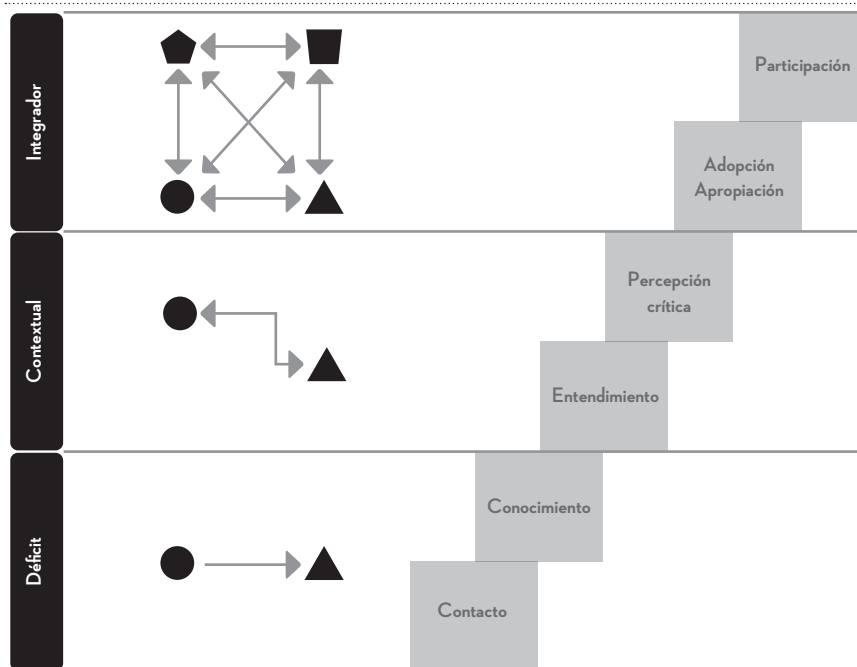 Integrador
Participación
Adopción
Apropiación
Contextual
Percepción
crítica
Entendimiento
Déficit
Conocimiento
Contacto